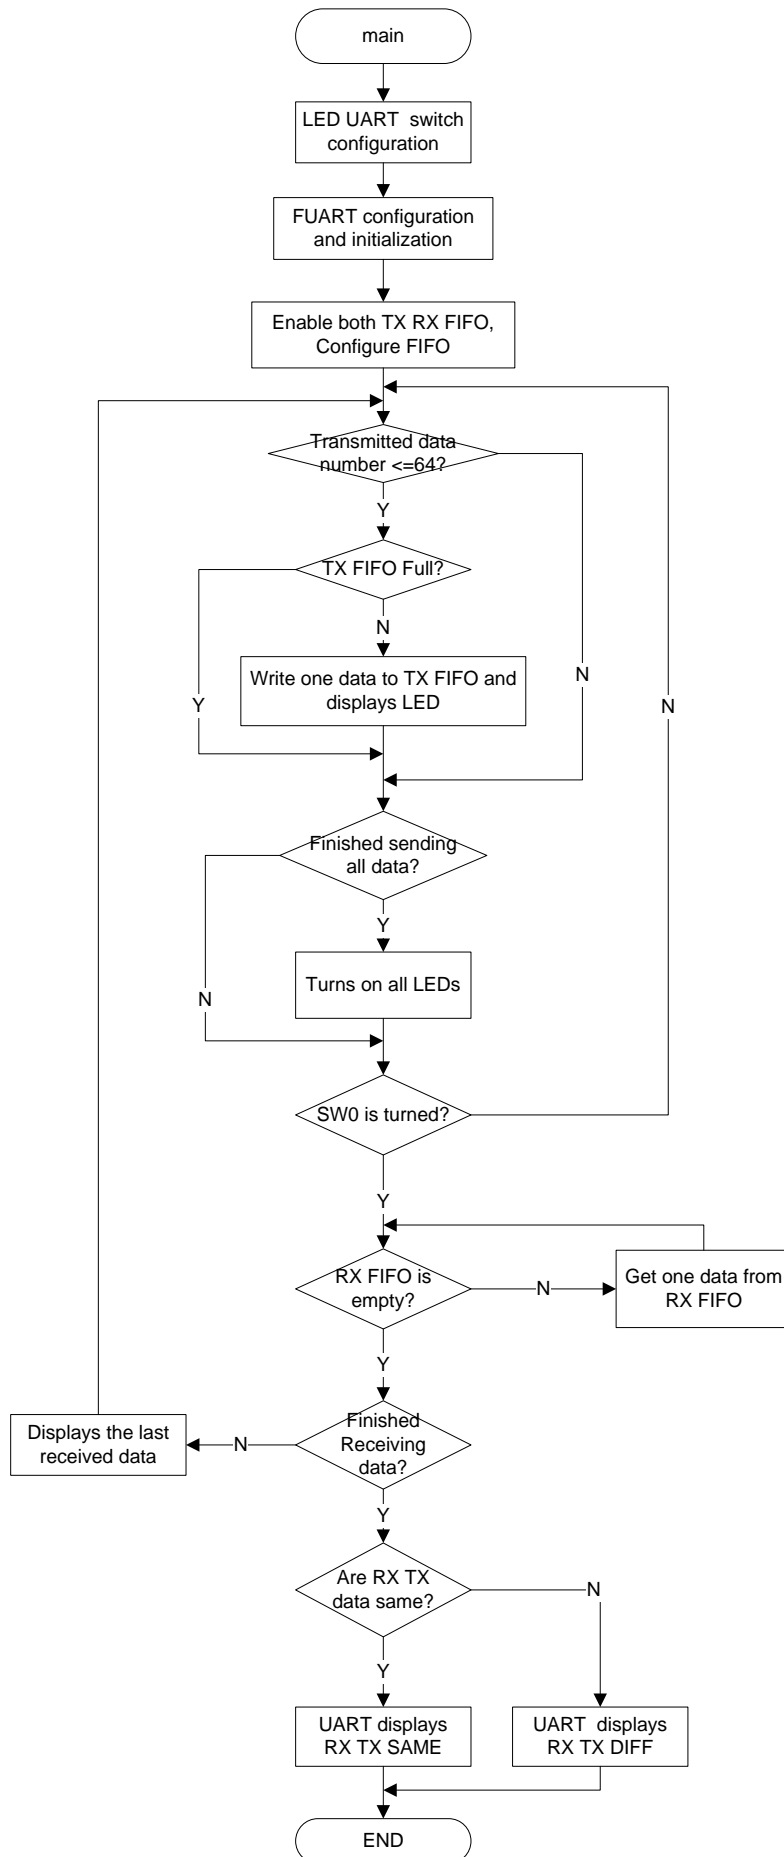 main
LED UART  switch
configuration
FUART configuration
and initialization
Enable both TX RX FIFO,
Configure FIFO
Transmitted data
number <=64?
Y
TX FIFO Full?
N
Write one data to TX FIFO and
displays LED
Y
N
N
Finished sending
all data?
Y
Turns on all LEDs
N
SW0 is turned?
Y
RX FIFO is
empty?
N
Get one data from
RX FIFO
Y
Finished
Receiving
data?
N
Displays the last
received data
Y
Are RX TX
data same?
N
Y
UART displays
RX TX SAME
UART  displays
RX TX DIFF
END